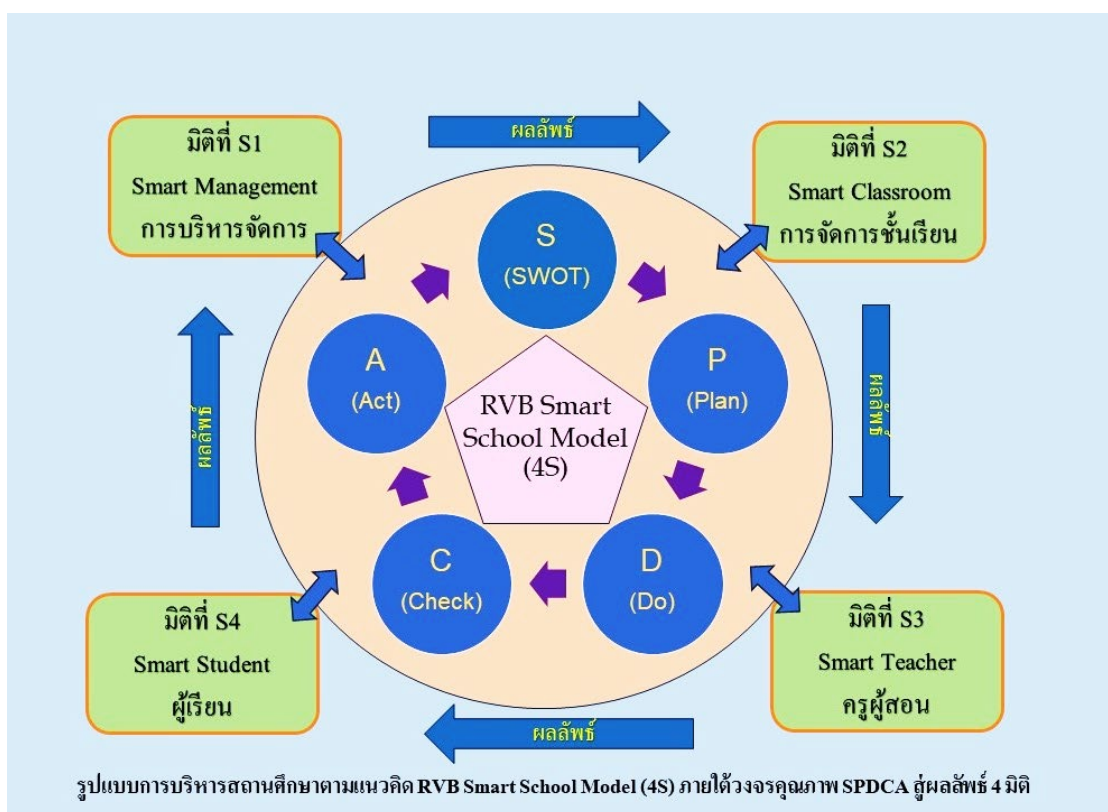 ผลลัพธ์
มิติที่ S1
Smart Management
การบริหารจัดการ
มิติที่ S2
Smart Classroom
การจัดการชั้นเรียน
S
(SWOT)
A
(Act)
P
(Plan)
RVB Smart
School Model
(4S)
ผลลัพธ์
ผลลัพธ์
C
(Check)
D
(Do)
มิติที่ S4
Smart Student
ผู้เรียน
มิติที่ S3
Smart Teacher
ครูผู้สอน
ผลลัพธ์
รูปแบบการบริหารสถานศึกษาตามแนวคิด RVB Smart School Model (4S) ภายใต้วงจรคุณภาพ SPDCA สู่ผลลัพธ์ 4 มิติ